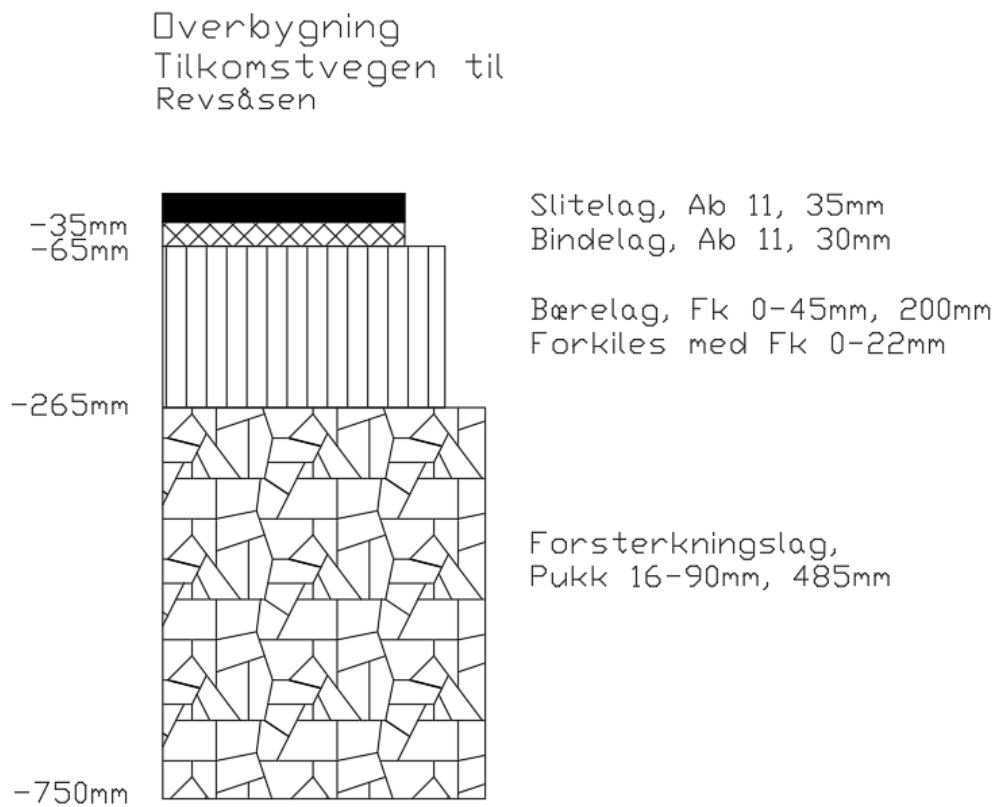 Overbygning
Tilkomstvegen til
Revsåsen
-35mm
-65mm
-265mm
-750mm
Slitelag, Ab 11, 35mm
Bindelag, Ab 11, 30mm
Bærelag, Fk 0-45mm, 200mm
Forkiles med Fk 0-22mm
Forsterkningslag,
Pukk 16-90mm, 485mm